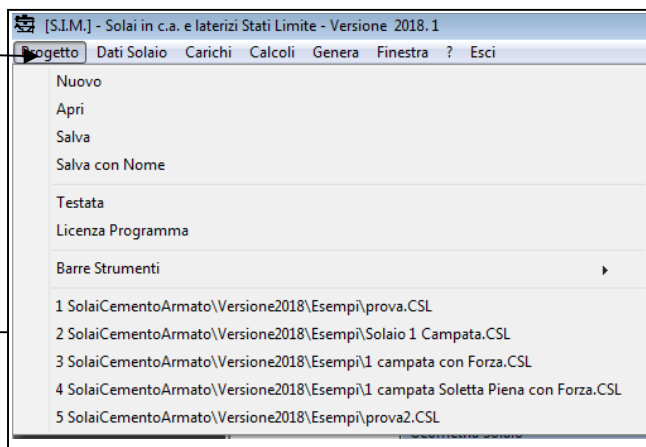 [S.I.M.] - Solai in c.a. e laterizi Stati Limite - Versione 2018.1
Progetto Dati Solaio Carichi Calcoli Genera Finestra ? Esci
Nuovo
Apri
Salva
Salva con Nome
Testata
Licenza Programma
Barre Strumenti
1 SolaiCementoArmato\Versione2018\Esempi\prova.CSL
2 SolaiCementoArmato\Versione2018\Esempi\Solaio 1 Campata.CSL
3 SolaiCementoArmato\Versione2018\Esempi\1 campata con Forza.CSL
4 SolaiCementoArmato\Versione2018\Esempi\1 campata Soletta Piena con Forza.CSL
5 SolaiCementoArmato\Versione2018\Esempi\prova2.CSL